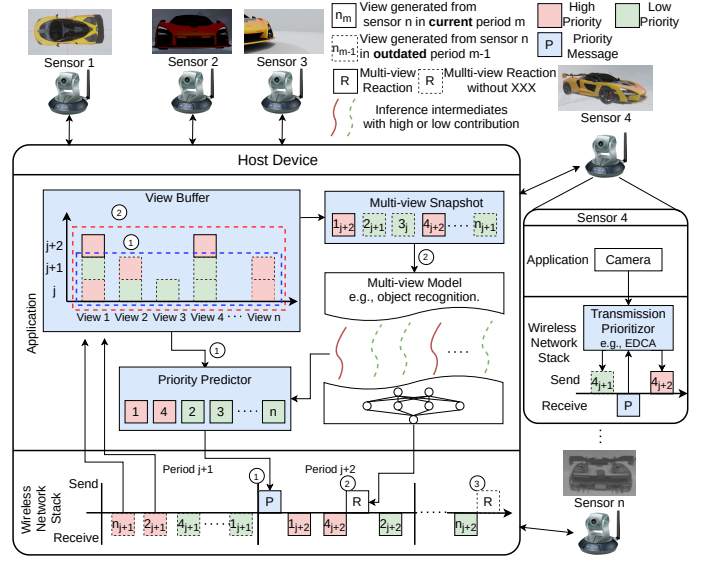 n_m View generated from
sensor n in current period m
n_m-1 View generated from sensor n
in outdated period m-1
High
Priority
Low
Priority
P Priority
Message
R Multi-view
Reaction
R Multi-view Reaction
without XXX
Inference intermediates
with high or low contribution
Sensor 1
Sensor 2
Sensor 3
Sensor 4
Host Device
View Buffer
2
1
j+2
j+1
j
View 1 View 2 View 3 View 4 ···· View n
Multi-view Snapshot
1_j+2 2_j+1 3_j 4_j+2 ····· n_j+1
2
Multi-view Model
e.g., object recognition.
····
1
Priority Predictor
1 4 2 3 ····· n
Application
Sensor 4
Application
Camera
Wireless
Network
Stack
Transmission
Prioritizor
e.g., EDCA
Send
4_j+1 4_j+2
Receive
P
Sensor n
Wireless
Network
Stack
Send
Receive
Period j+1
Period j+2
1
P
2
R
3
R
n_j+1 2_j+1 4_j+1 ····· 1_j+1
1_j+2 4_j+2 2_j+2 ····· n_j+2